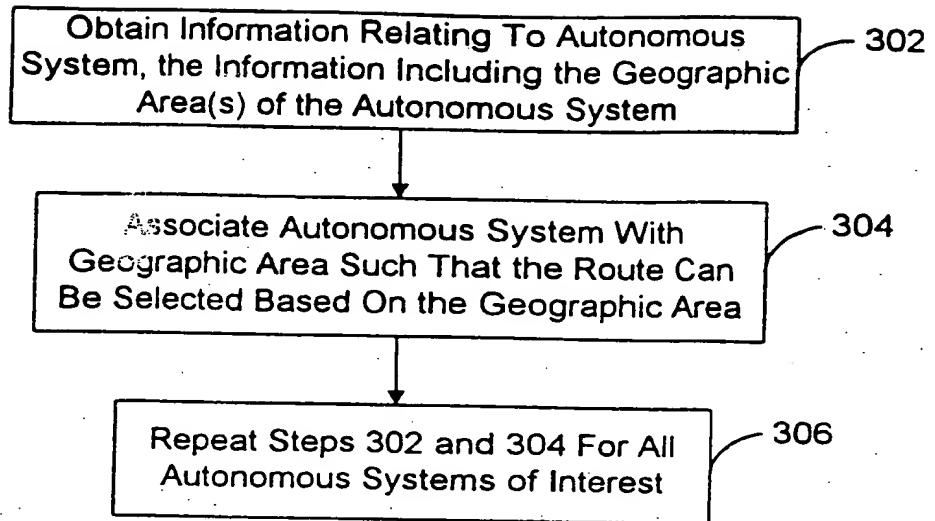 Obtain Information Relating To Autonomous
System, the Information Including the Geographic
Area(s) of the Autonomous System
302
Associate Autonomous System With
Geographic Area Such That the Route Can
Be Selected Based On the Geographic Area
304
Repeat Steps 302 and 304 For All
Autonomous Systems of Interest
306